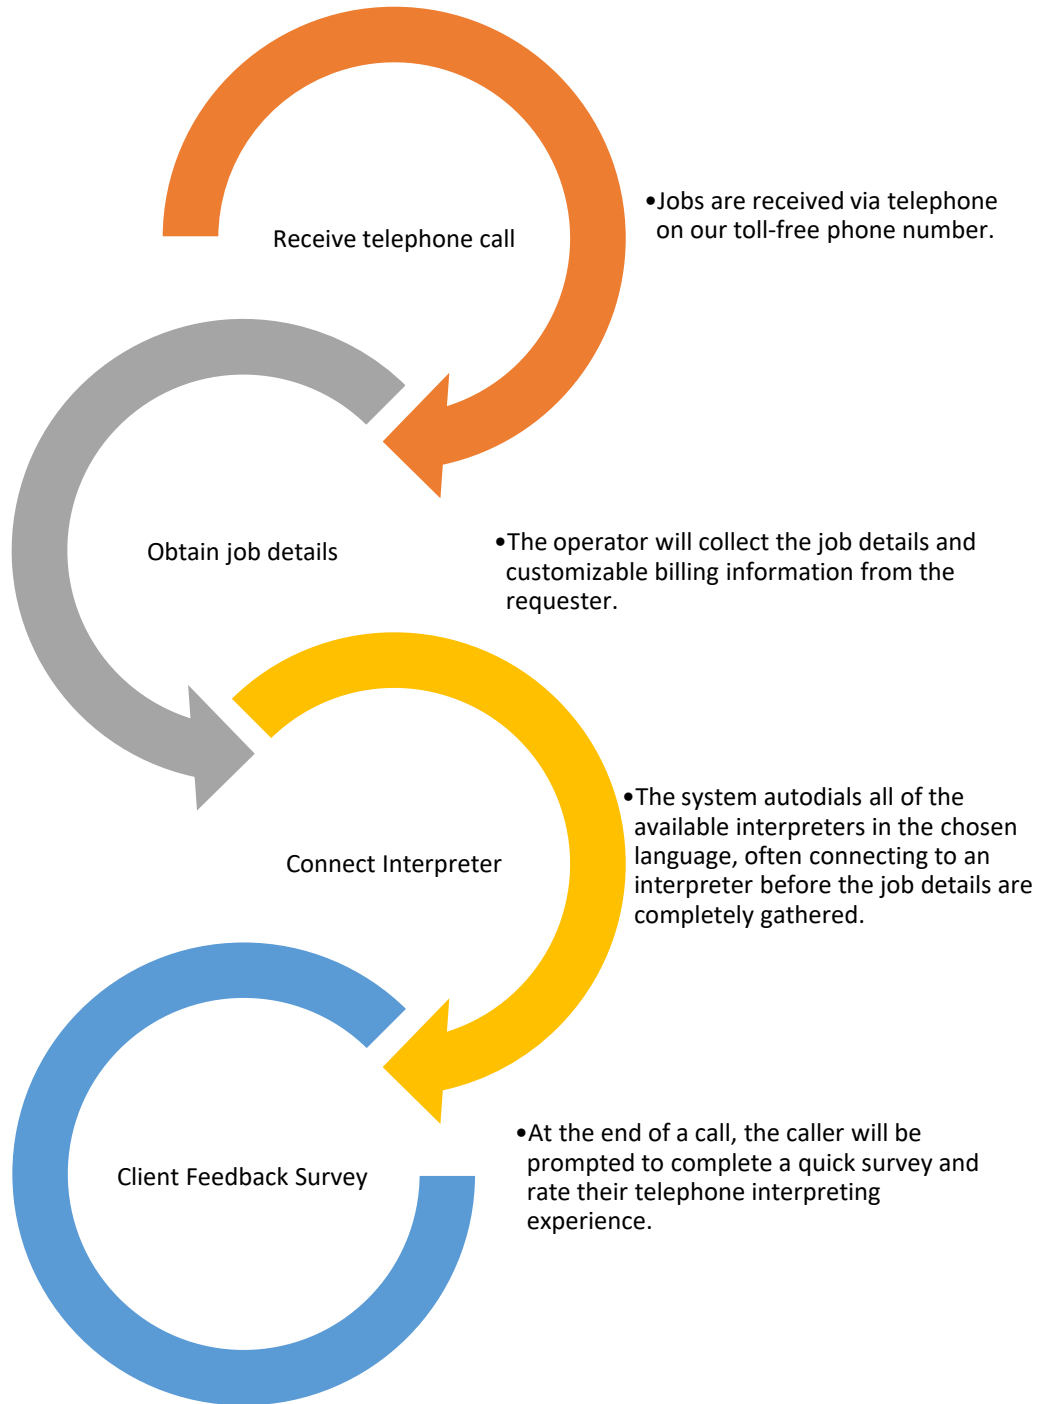 Receive telephone call
•Jobs are received via telephone
on our toll-free phone number.
Obtain job details
•The operator will collect the job details and
customizable billing information from the
requester.
Connect Interpreter
•The system autodials all of the
available interpreters in the chosen
language, often connecting to an
interpreter before the job details are
completely gathered.
Client Feedback Survey
•At the end of a call, the caller will be
prompted to complete a quick survey and
rate their telephone interpreting
experience.